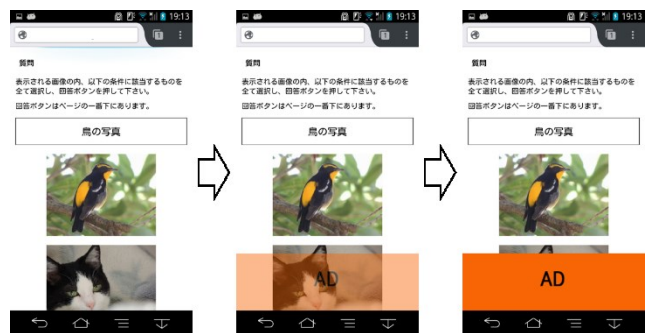 19:13
質問
表示される画像の内、以下の条件に該当するものを
全て選択し、回答ボタンを押して下さい。
回答ボタンはページの一番下にあります。
鳥の写真
19:13
質問
表示される画像の内、以下の条件に該当するものを
全て選択し、回答ボタンを押して下さい。
回答ボタンはページの一番下にあります。
鳥の写真
AD
19:13
質問
表示される画像の内、以下の条件に該当するものを
全て選択し、回答ボタンを押して下さい。
回答ボタンはページの一番下にあります。
鳥の写真
AD